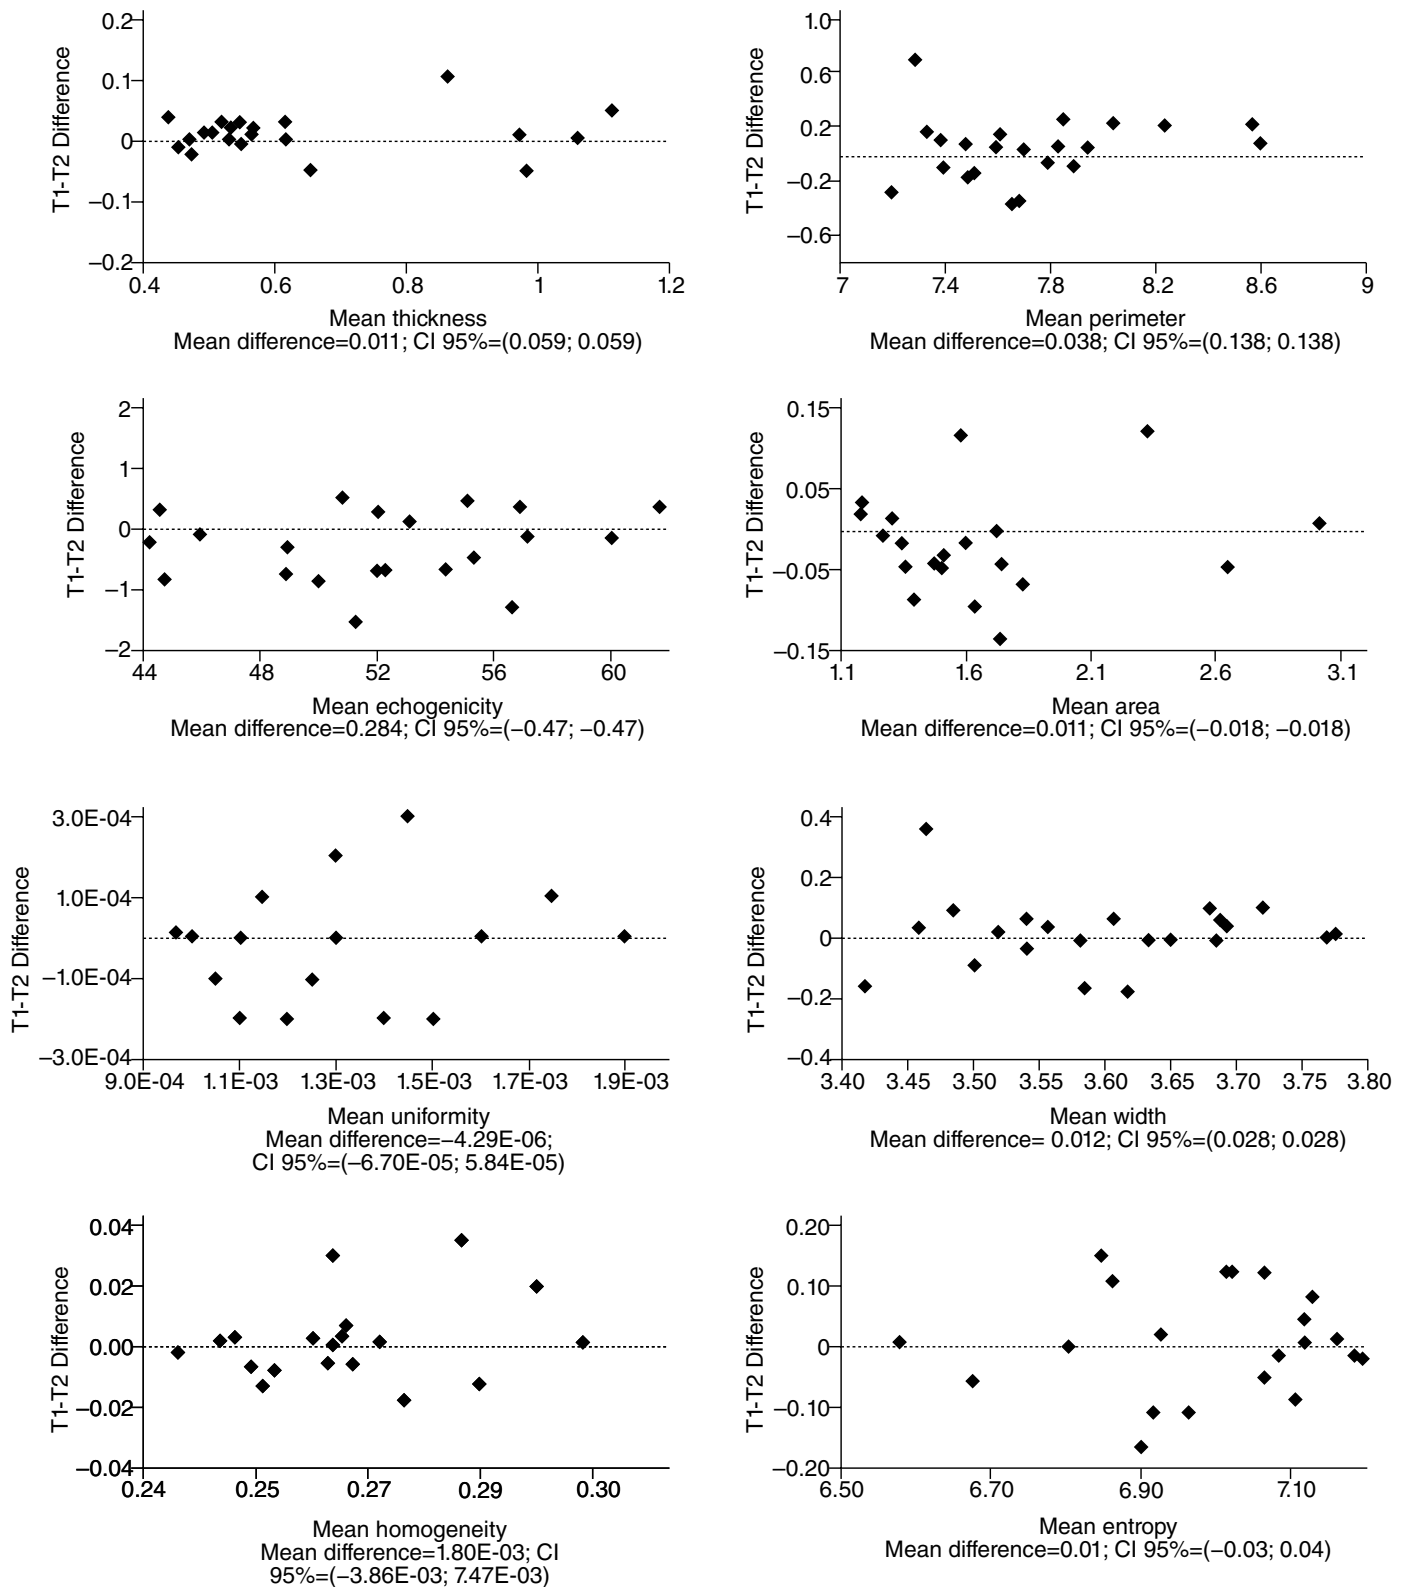 T1-T2 Difference
0.2
0.1
0
–0.1
–0.2
0.4 0.6 0.8 1 1.2
Mean thickness
Mean difference=0.011; CI 95%=(0.059; 0.059)
T1-T2 Difference
1.0
0.6
0.2
–0.2
–0.6
7 7.4 7.8 8.2 8.6 9
Mean perimeter
Mean difference=0.038; CI 95%=(0.138; 0.138)
T1-T2 Difference
2
1
0
–1
–2
44 48 52 56 60
Mean echogenicity
Mean difference=0.284; CI 95%=(–0.47; –0.47)
T1-T2 Difference
0.15
0.05
–0.05
–0.15
1.1 1.6 2.1 2.6 3.1
Mean area
Mean difference=0.011; CI 95%=(–0.018; –0.018)
T1-T2 Difference
3.0E-04
1.0E-04
–1.0E-04
–3.0E-04
9.0E-04 1.1E-03 1.3E-03 1.5E-03 1.7E-03 1.9E-03
Mean uniformity
Mean difference=–4.29E-06;
CI 95%=(–6.70E-05; 5.84E-05)
T1-T2 Difference
0.4
0.2
0
–0.2
–0.4
3.40 3.45 3.50 3.55 3.60 3.65 3.70 3.75 3.80
Mean width
Mean difference= 0.012; CI 95%=(0.028; 0.028)
T1-T2 Difference
0.04
0.02
0.00
–0.02
–0.04
0.24 0.25 0.27 0.29 0.30
Mean homogeneity
Mean difference=1.80E-03; CI
95%=(–3.86E-03; 7.47E-03)
T1-T2 Difference
0.20
0.10
0
–0.10
–0.20
6.50 6.70 6.90 7.10
Mean entropy
Mean difference=0.01; CI 95%=(–0.03; 0.04)